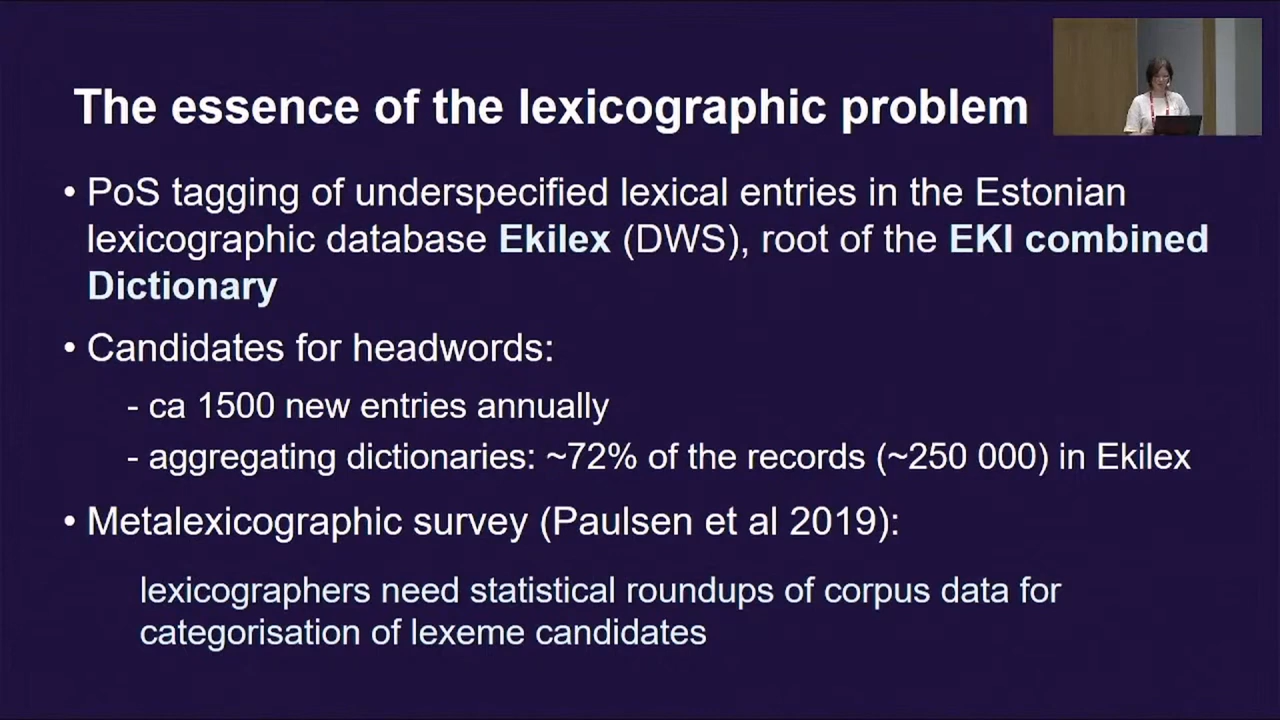 The essence of the lexicographic problem
• PoS tagging of underspecified lexical entries in the Estonian
lexicographic database Ekilex (DWS), root of the EKI combined
Dictionary
• Candidates for headwords:
- ca 1500 new entries annually
- aggregating dictionaries: ~72% of the records (~250 000) in Ekilex
• Metalexicographic survey (Paulsen et al 2019):
lexicographers need statistical roundups of corpus data for
categorisation of lexeme candidates